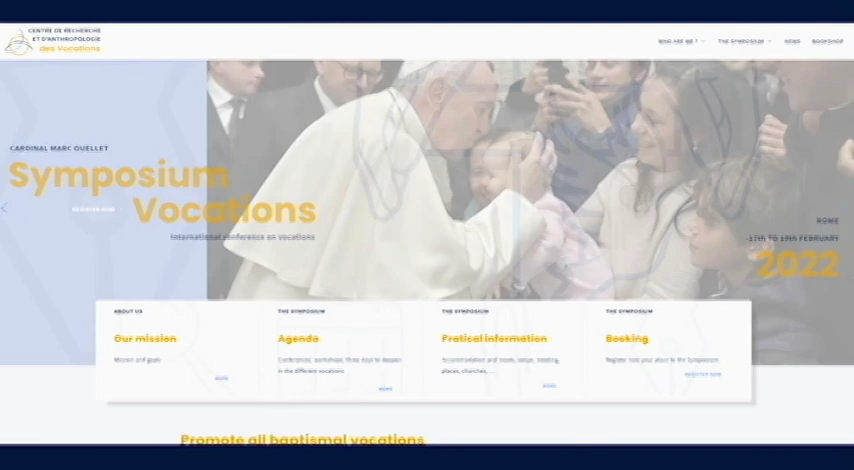 CENTRE DE RECHERCHE
ET D'ANTHROPOLOGIE
des Vocations
WHO ARE WE ?
THE SYMPOSIUM
NEWS
BOOKSHOP
CARDINAL MARC OUELLET
Symposium
Vocations
REGISTER NOW
International conference on vocations
ROME
17th TO 19th FEBRUARY
2022
ABOUT US
Our mission
Mission and goals
MORE
THE SYMPOSIUM
Agenda
Conferences, workshops, three days to deepen
in the different vocations
MORE
THE SYMPOSIUM
Pratical information
Accommodation and meals, venue, meeting
places, churches, ...
MORE
THE SYMPOSIUM
Booking
Register now your place to the Symposium
REGISTER NOW
Promote all baptismal vocations